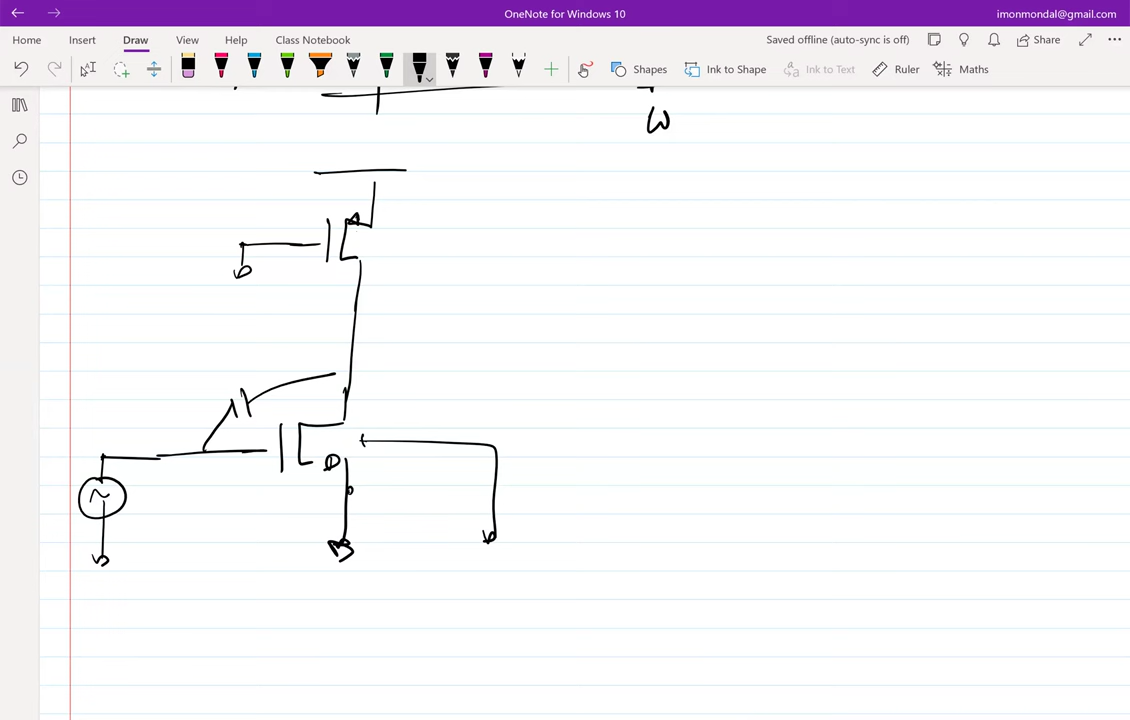 OneNote for Windows 10
imonmondal@gmail.com
Home Insert Draw View Help Class Notebook
Saved offline (auto-sync is off) Share
Shapes Ink to Shape Ink to Text Ruler Maths
ω